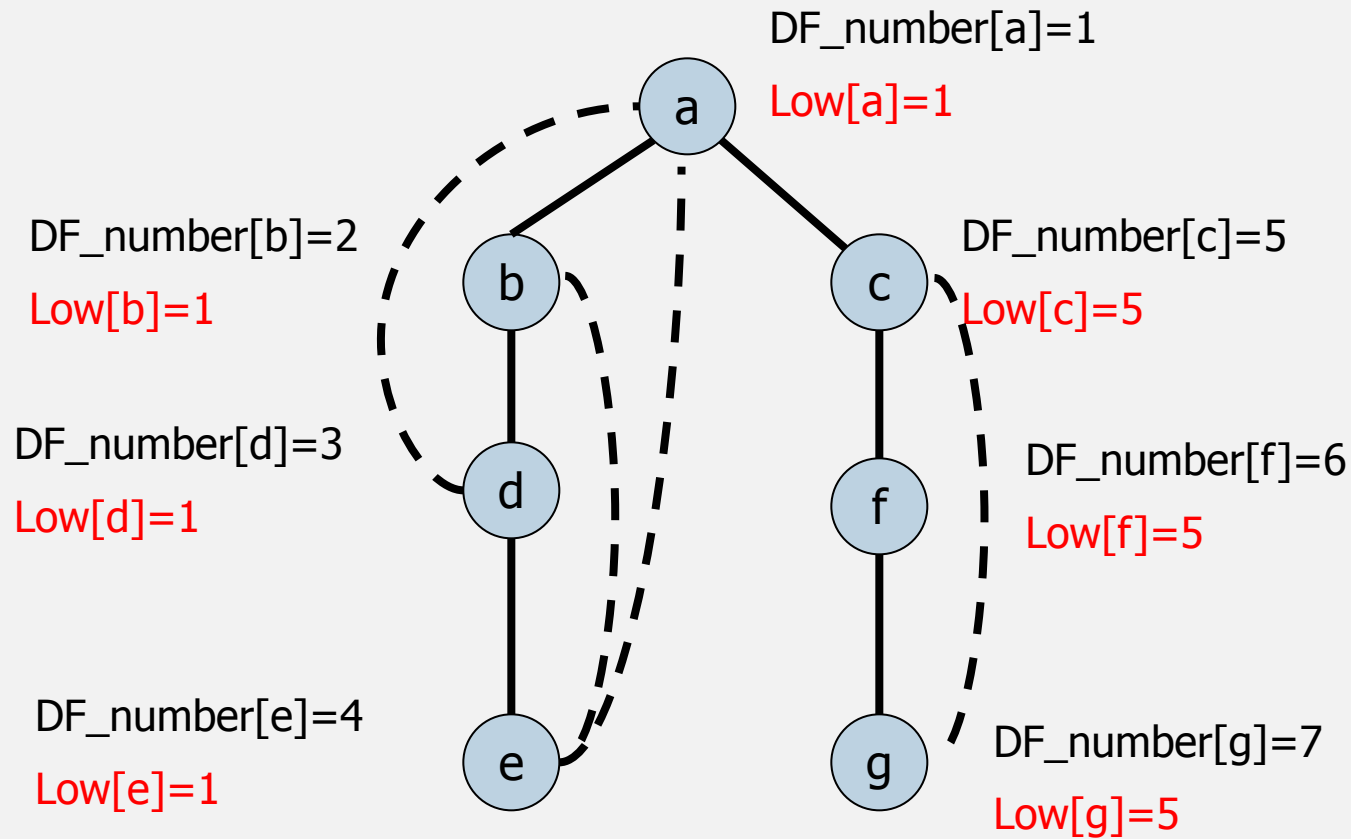 DF_number[a]=1
a
Low[a]=1
DF_number[b]=2
Low[b]=1
b
c
DF_number[c]=5
Low[c]=5
DF_number[d]=3
Low[d]=1
d
f
DF_number[f]=6
Low[f]=5
DF_number[e]=4
Low[e]=1
e
g
DF_number[g]=7
Low[g]=5